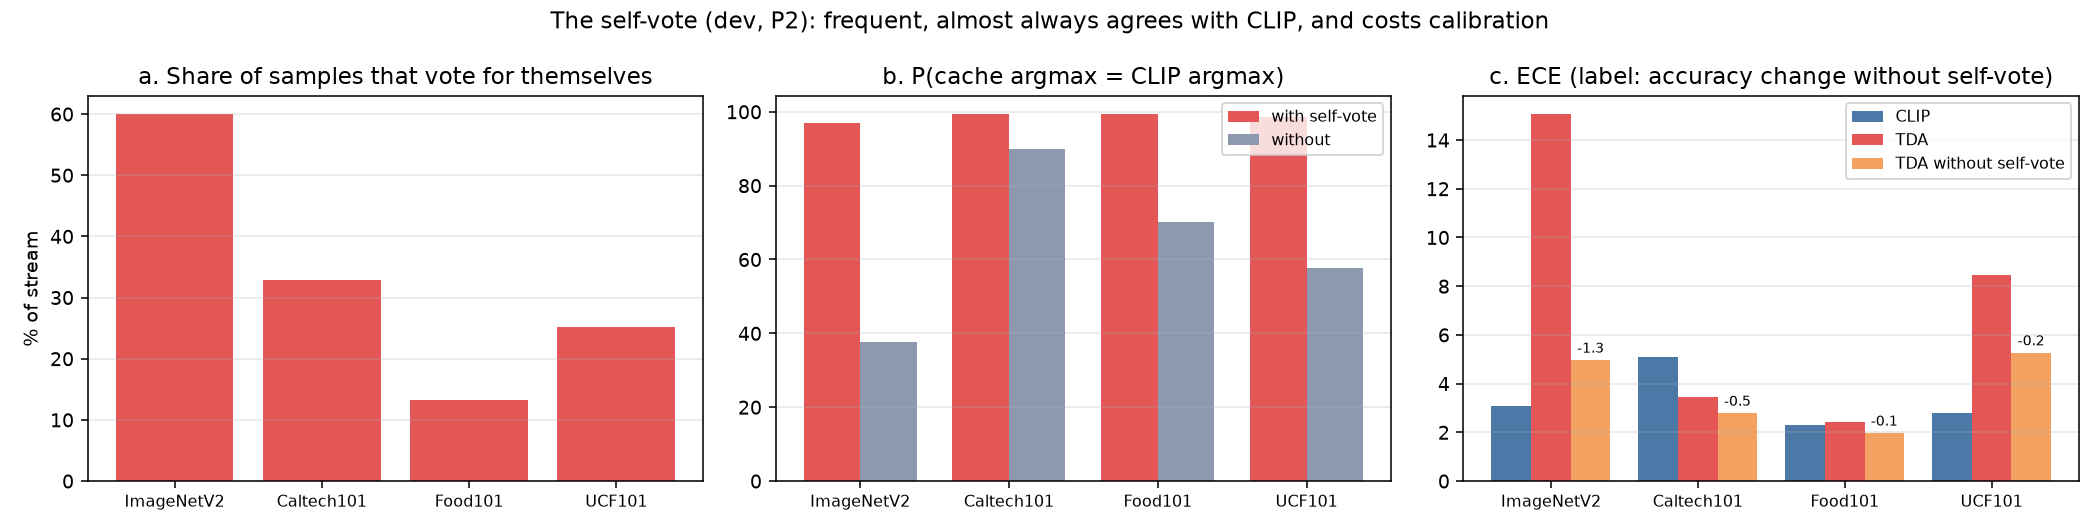 The self-vote (dev, P2): frequent, almost always agrees with CLIP, and costs calibration
a. Share of samples that vote for themselves
% of stream
60
50
40
30
20
10
0
ImageNetV2 Caltech101 Food101 UCF101
b. P(cache argmax = CLIP argmax)
with self-vote
without
100
80
60
40
20
0
ImageNetV2 Caltech101 Food101 UCF101
c. ECE (label: accuracy change without self-vote)
CLIP
TDA
TDA without self-vote
14
12
10
8
6
4
2
0
-1.3
-0.5
-0.1
-0.2
ImageNetV2 Caltech101 Food101 UCF101